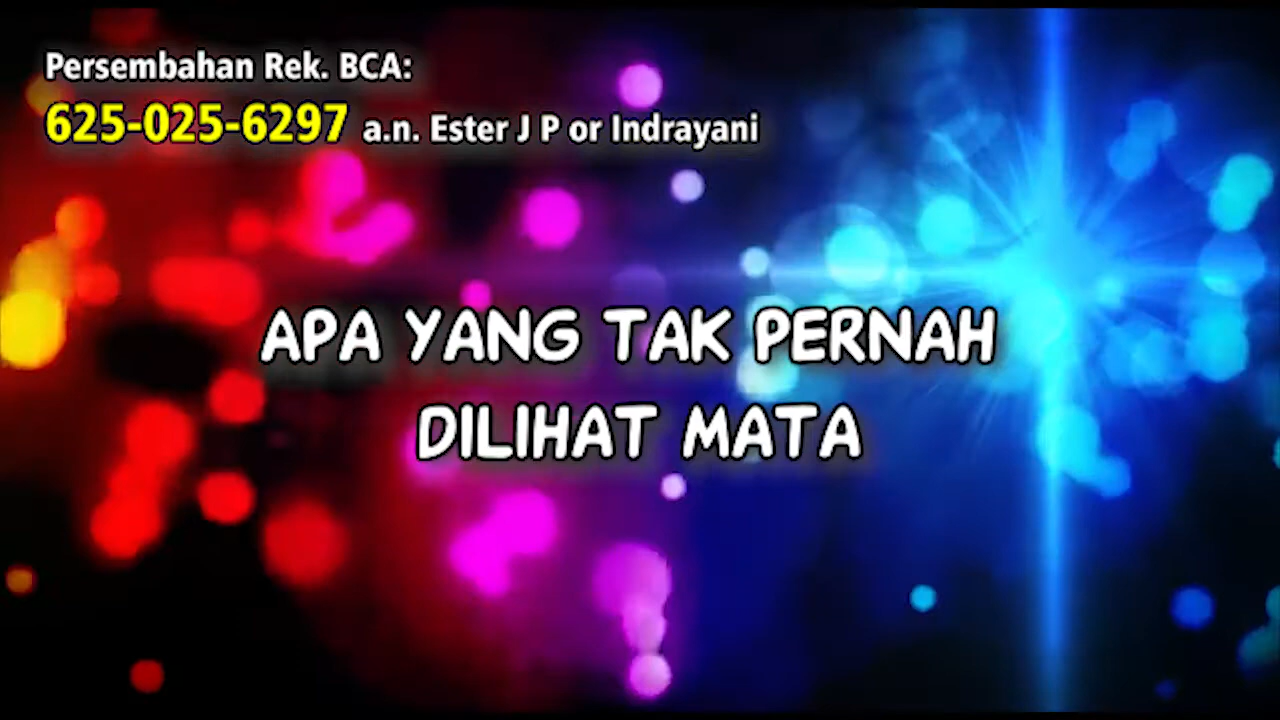 Persembahan Rek. BCA:
625-025-6297 a.n. Ester J P or Indrayani
APA YANG TAK PERNAH
DILIHAT MATA